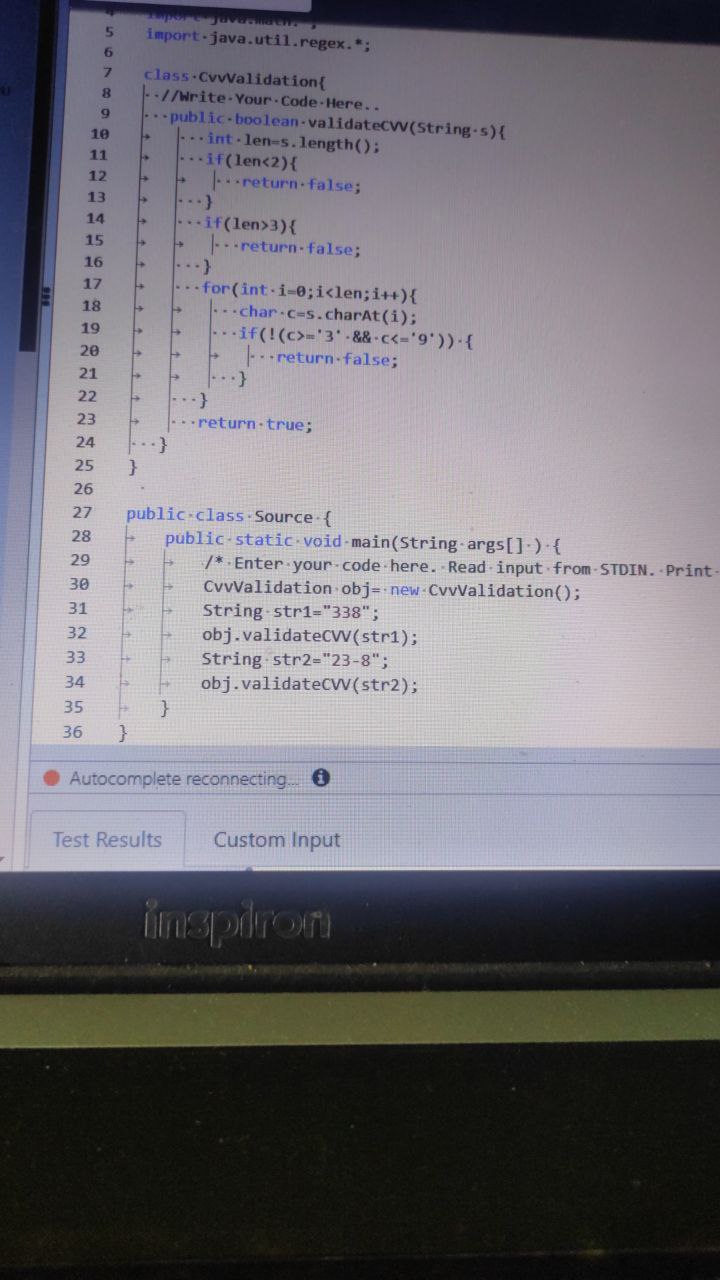 4 import java.math.*;
5 import java.util.regex.*;
6
7 class CvvValidation{
8 //Write Your Code Here..
9 public boolean validateCVV(String s){
10 int len=s.length();
11 if(len<2){
12 return false;
13 }
14 if(len>3){
15 return false;
16 }
17 for(int i=0;i<len;i++){
18 char c=s.charAt(i);
19 if(!(c>='3' && c<='9')) {
20 return false;
21 }
22 }
23 return true;
24 }
25 }
26
27 public class Source {
28 public static void main(String args[] ) {
29 /* Enter your code here. Read input from STDIN. Print
30 CvvValidation obj= new CvvValidation();
31 String str1="338";
32 obj.validateCVV(str1);
33 String str2="23-8";
34 obj.validateCVV(str2);
35 }
36 }
Autocomplete reconnecting...
Test Results Custom Input
inspiron